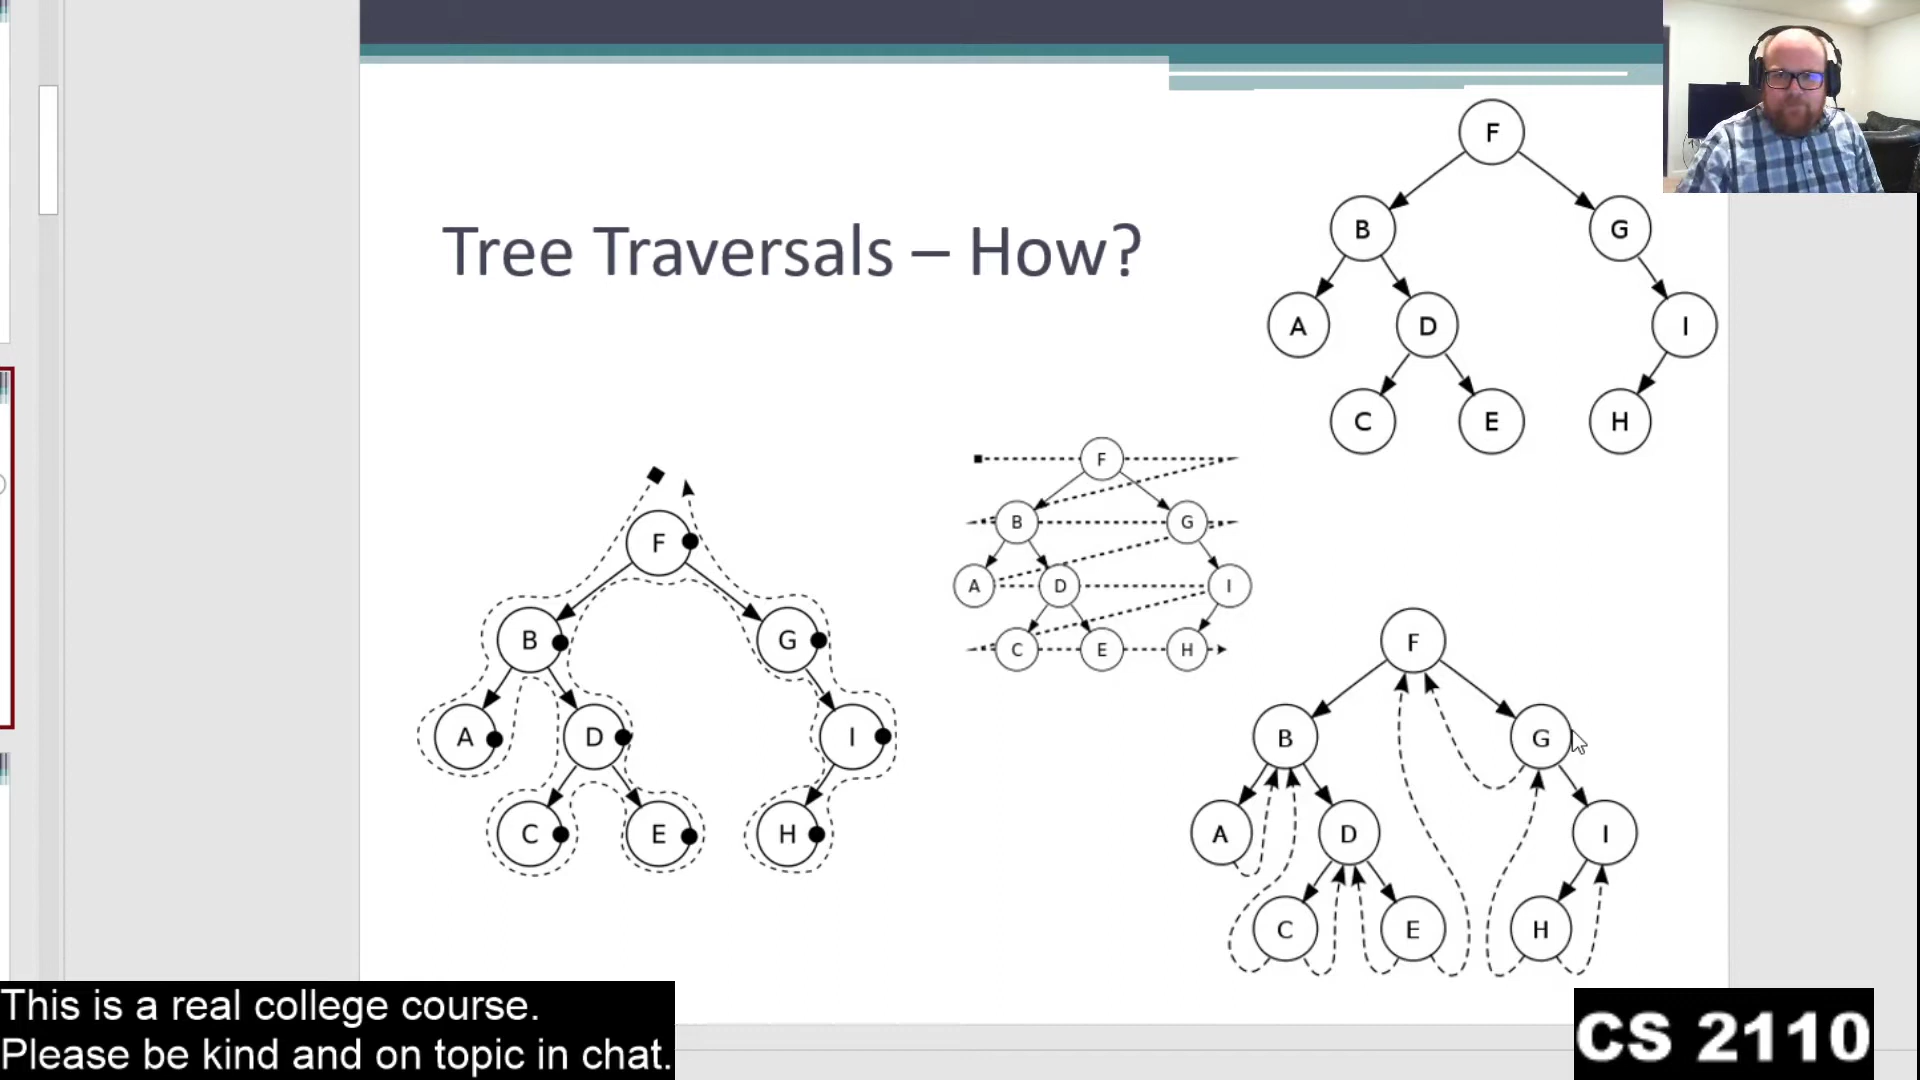 Tree Traversals – How?
F
B G
A D I
C E H
F
B G
A D I
C E H
F
B G
A D I
C E H
F
B G
A D I
C E H
This is a real college course.
Please be kind and on topic in chat.
CS 2110